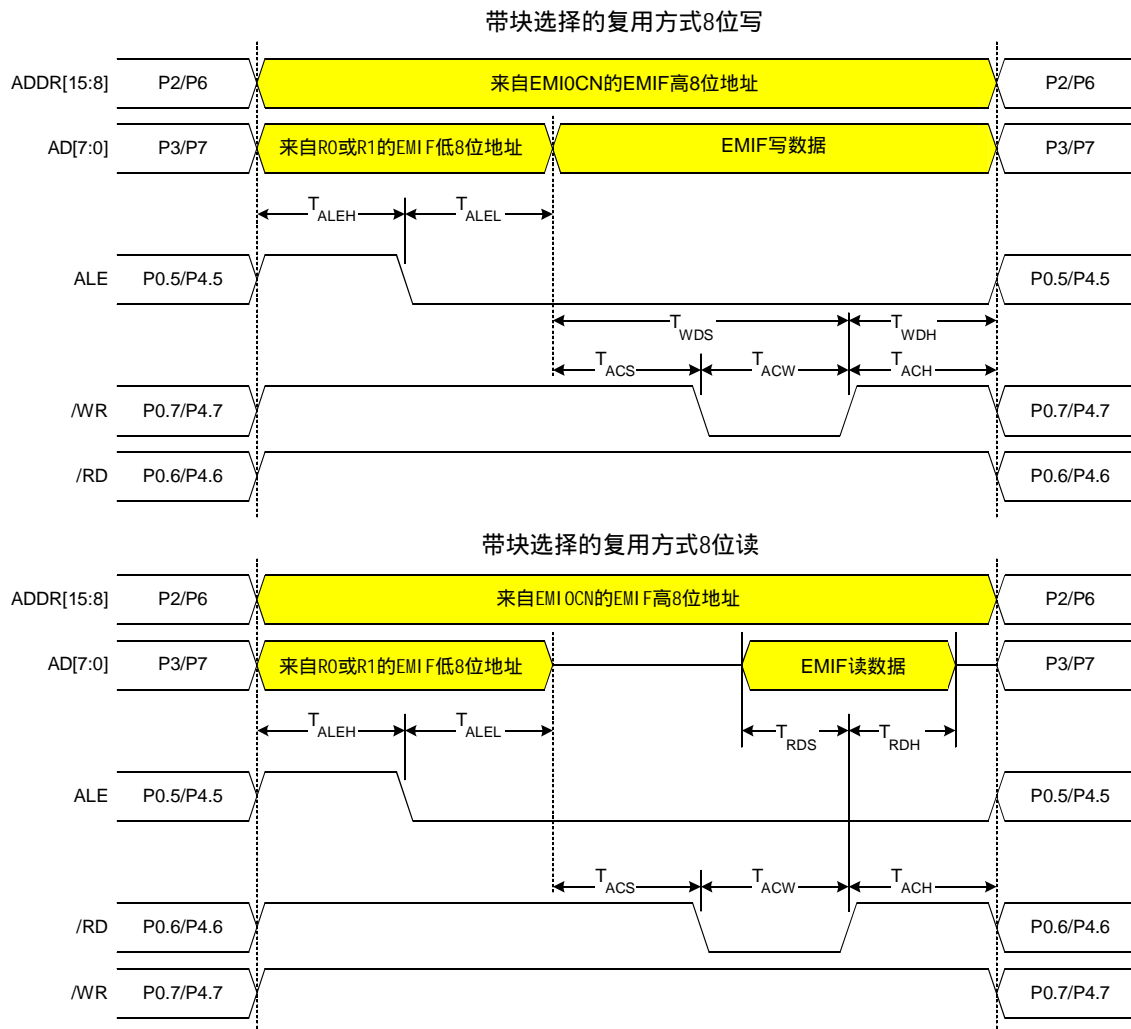 带块选择的复用方式8位写
ADDR[15:8] P2/P6 来自EMI0CN的EMIF高8位地址 P2/P6
AD[7:0] P3/P7 来自R0或R1的EMIF低8位地址 EMIF写数据 P3/P7
TALEH TALEL
ALE P0.5/P4.5 P0.5/P4.5
TWDS TWDH
TACS TACW TACH
/WR P0.7/P4.7 P0.7/P4.7
/RD P0.6/P4.6 P0.6/P4.6
带块选择的复用方式8位读
ADDR[15:8] P2/P6 来自EMI0CN的EMIF高8位地址 P2/P6
AD[7:0] P3/P7 来自R0或R1的EMIF低8位地址 EMIF读数据 P3/P7
TALEH TALEL TRDS TRDH
ALE P0.5/P4.5 P0.5/P4.5
TACS TACW TACH
/RD P0.6/P4.6 P0.6/P4.6
/WR P0.7/P4.7 P0.7/P4.7